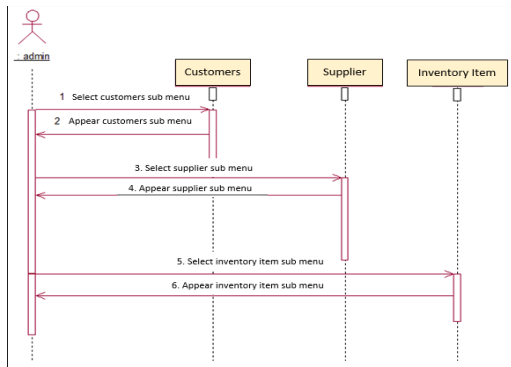 : admin
Customers
Supplier
Inventory Item
1 Select customers sub menu
2 Appear customers sub menu
3. Select supplier sub menu
4. Appear supplier sub menu
5. Select inventory item sub menu
6. Appear inventory item sub menu